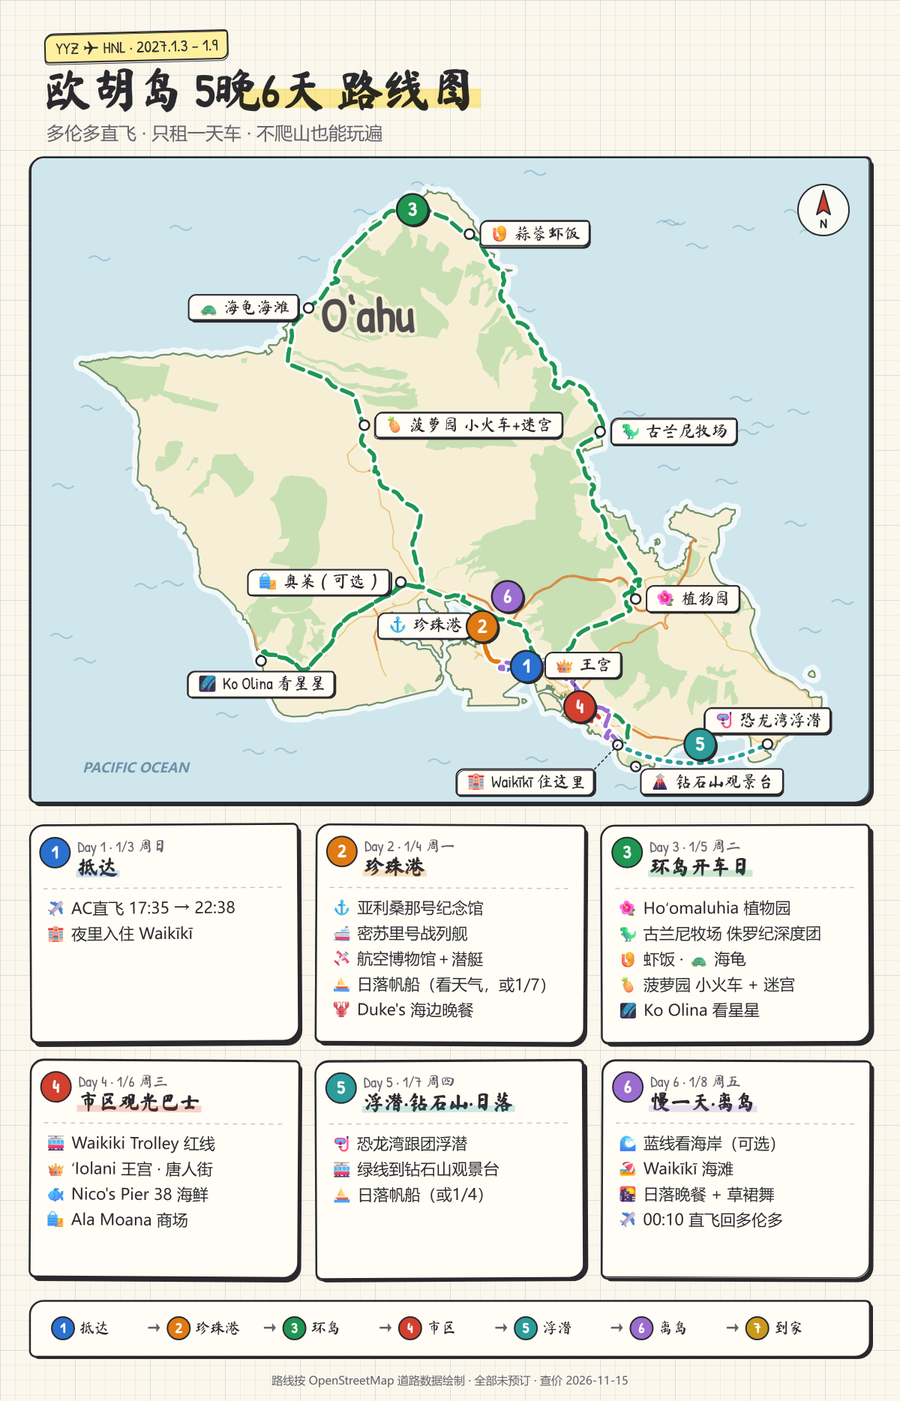 YYZ ✈ HNL · 2027.1.3 – 1.9
欧胡岛 5晚6天 路线图
多伦多直飞 · 只租一天车 · 不爬山也能玩遍
N
3
蒜蓉虾饭
海龟海滩
Oʻahu
菠萝园 小火车+迷宫
古兰尼牧场
奥莱（可选）
6
植物园
珍珠港
2
1
王宫
Ko Olina 看星星
4
恐龙湾浮潜
5
PACIFIC OCEAN
Waikīkī 住这里
钻石山观景台
1
Day 1 · 1/3 周日
抵达
AC直飞 17:35 → 22:38
夜里入住 Waikīkī
2
Day 2 · 1/4 周一
珍珠港
亚利桑那号纪念馆
密苏里号战列舰
航空博物馆 + 潜艇
日落帆船（看天气，或1/7）
Duke's 海边晚餐
3
Day 3 · 1/5 周二
环岛开车日
Hoʻomaluhia 植物园
古兰尼牧场 侏罗纪深度团
虾饭 · 海龟
菠萝园 小火车 + 迷宫
Ko Olina 看星星
4
Day 4 · 1/6 周三
市区观光巴士
Waikiki Trolley 红线
ʻIolani 王宫 · 唐人街
Nico's Pier 38 海鲜
Ala Moana 商场
5
Day 5 · 1/7 周四
浮潜·钻石山·日落
恐龙湾跟团浮潜
绿线到钻石山观景台
日落帆船（或1/4）
6
Day 6 · 1/8 周五
慢一天·离岛
蓝线看海岸（可选）
Waikīkī 海滩
日落晚餐 + 草裙舞
00:10 直飞回多伦多
1 抵达 → 2 珍珠港 → 3 环岛 → 4 市区 → 5 浮潜 → 6 离岛 → 7 到家
路线按 OpenStreetMap 道路数据绘制 · 全部未预订 · 查价 2026-11-15